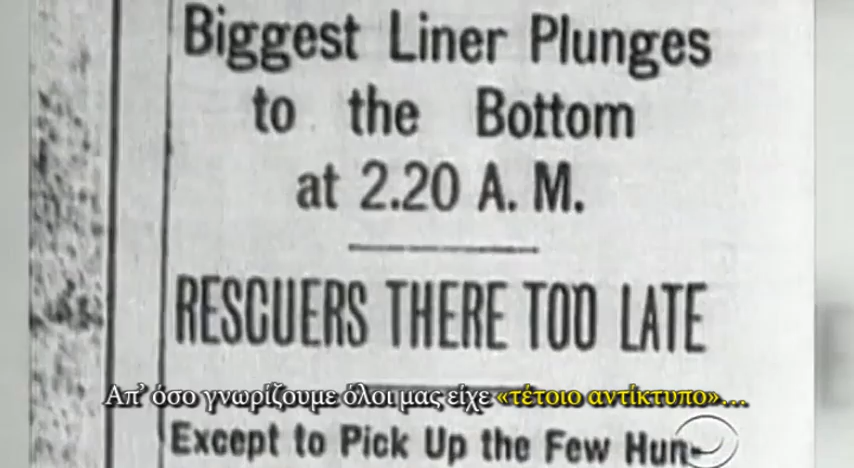 Biggest Liner Plunges
to the Bottom
at 2.20 A. M.
RESCUERS THERE TOO LATE
Απ’ όσο γνωρίζουμε όλοι μας είχε «τέτοιο αντίκτυπο»…
Except to Pick Up the Few Hun-